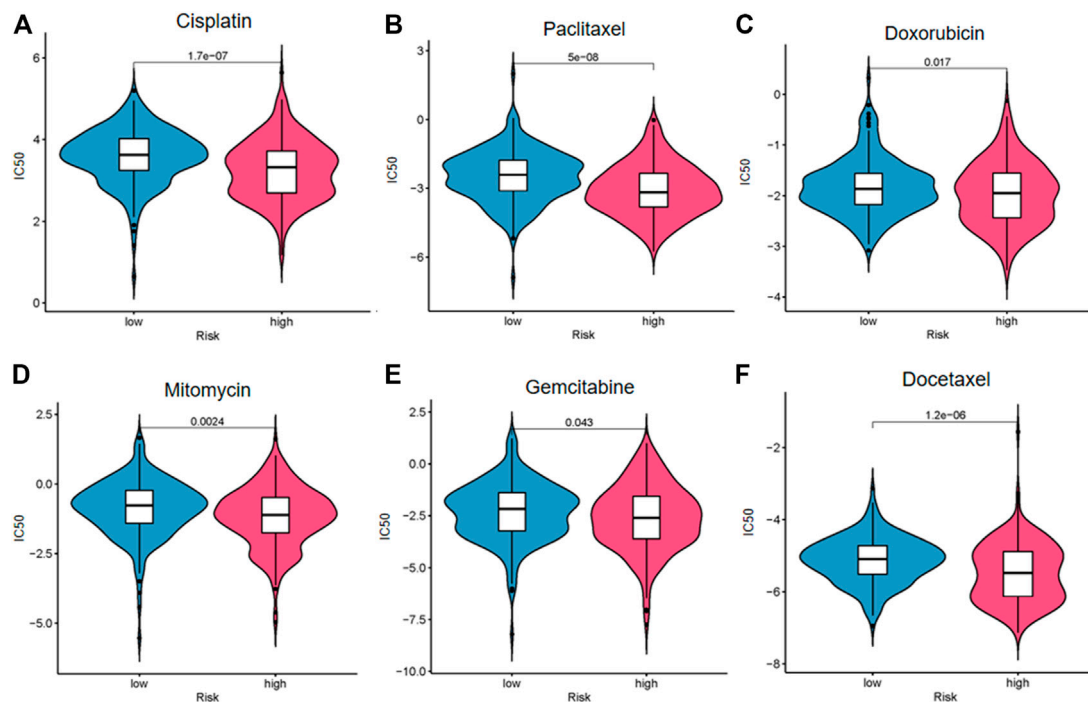 A
Cisplatin
1.7e−07
6
4
2
0
IC50
low
high
Risk
B
Paclitaxel
5e−08
3
0
−3
−6
IC50
low
high
Risk
C
Doxorubicin
0.017
0
−1
−2
−3
−4
IC50
low
high
Risk
D
Mitomycin
0.0024
2.5
0.0
−2.5
−5.0
IC50
low
high
Risk
E
Gemcitabine
0.043
2.5
0.0
−2.5
−5.0
−7.5
−10.0
IC50
low
high
Risk
F
Docetaxel
1.2e−06
−2
−4
−6
−8
IC50
low
high
Risk